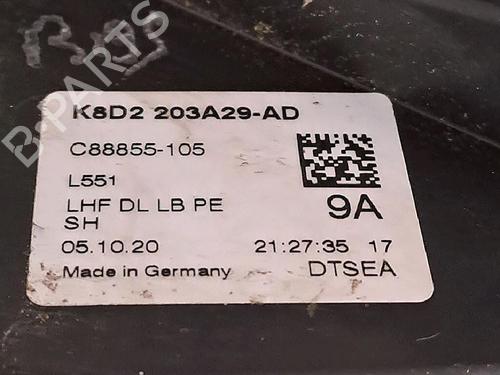 B-PARTS
K8D2 203A29-AD
C88855-105
L551
LHF DL LB PE
9A
SH
05.10.20 21:27:35 17
Made in Germany DTSEA